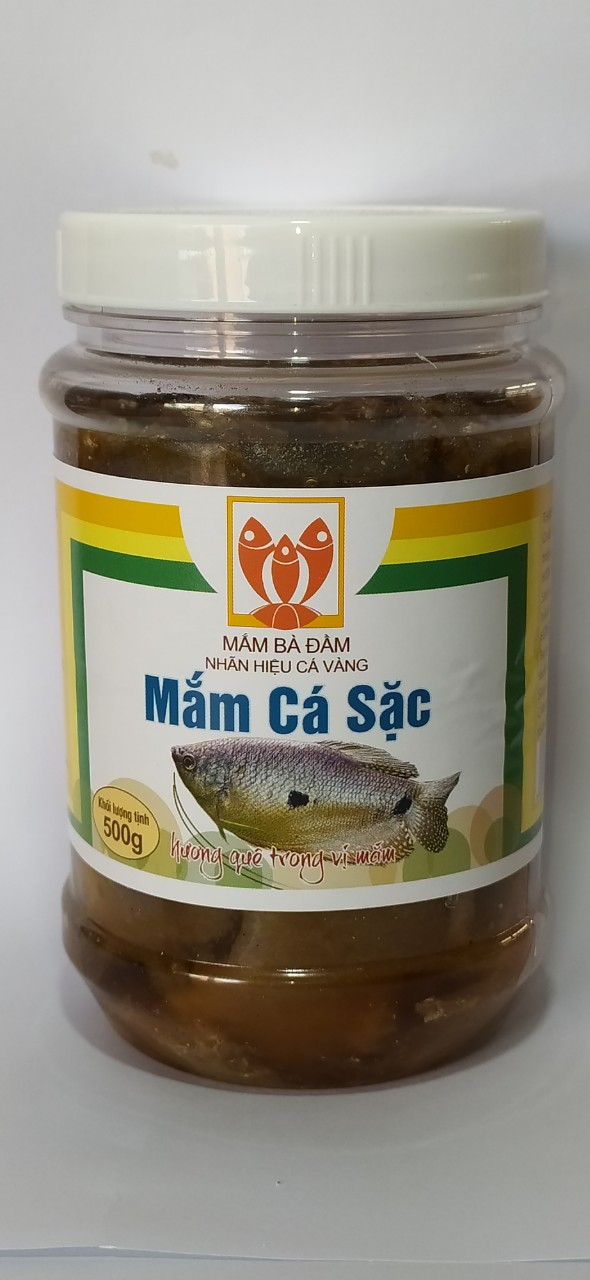 MẮM BÀ ĐẦM
NHÃN HIỆU CÁ VÀNG
Mắm Cá Sặc
Khối lượng tịnh
500g
hương quê trong vị mắm